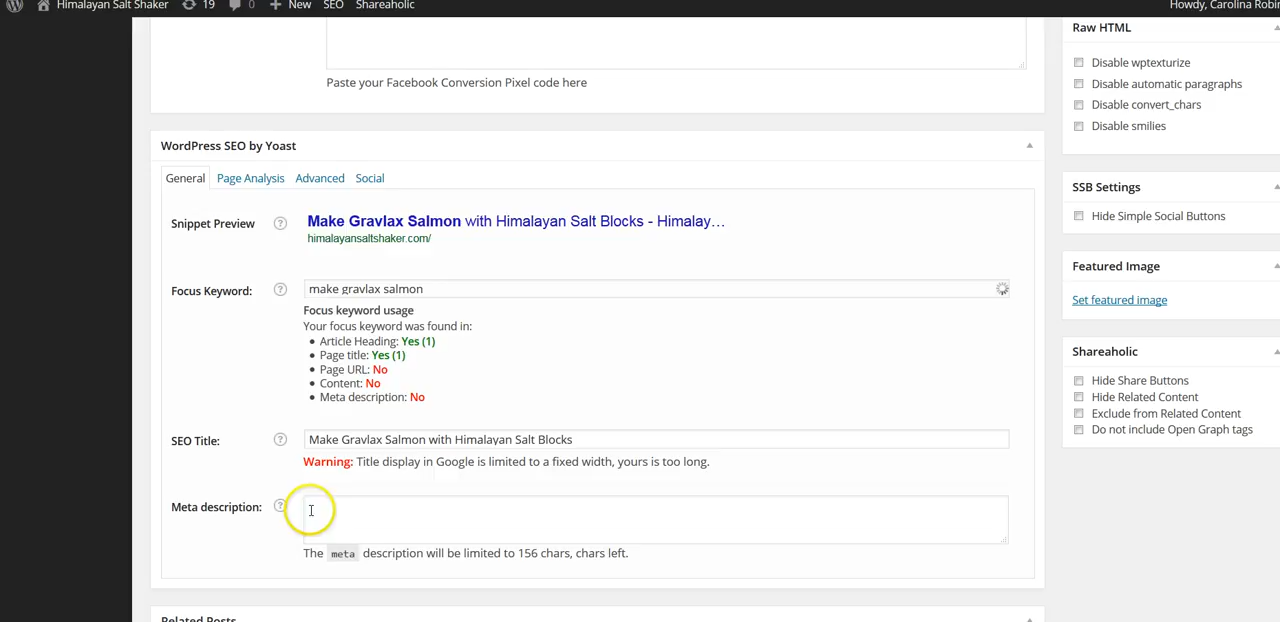 Himalayan Salt Shaker 19 0 New SEO Shareaholic Howdy, Carolina Robin
Raw HTML
Disable wptexturize
Paste your Facebook Conversion Pixel code here
Disable automatic paragraphs
Disable convert_chars
Disable smilies
WordPress SEO by Yoast
General Page Analysis Advanced Social
SSB Settings
Hide Simple Social Buttons
Snippet Preview ? Make Gravlax Salmon with Himalayan Salt Blocks - Himalay…
himalayansaltshaker.com/
Featured Image
Set featured image
Focus Keyword: ? make gravlax salmon
Focus keyword usage
Your focus keyword was found in:
Article Heading: Yes (1)
Page title: Yes (1)
Page URL: No
Content: No
Meta description: No
Shareaholic
Hide Share Buttons
Hide Related Content
Exclude from Related Content
Do not include Open Graph tags
SEO Title: ? Make Gravlax Salmon with Himalayan Salt Blocks
Warning: Title display in Google is limited to a fixed width, yours is too long.
Meta description: ?
The meta description will be limited to 156 chars, chars left.
Related Posts